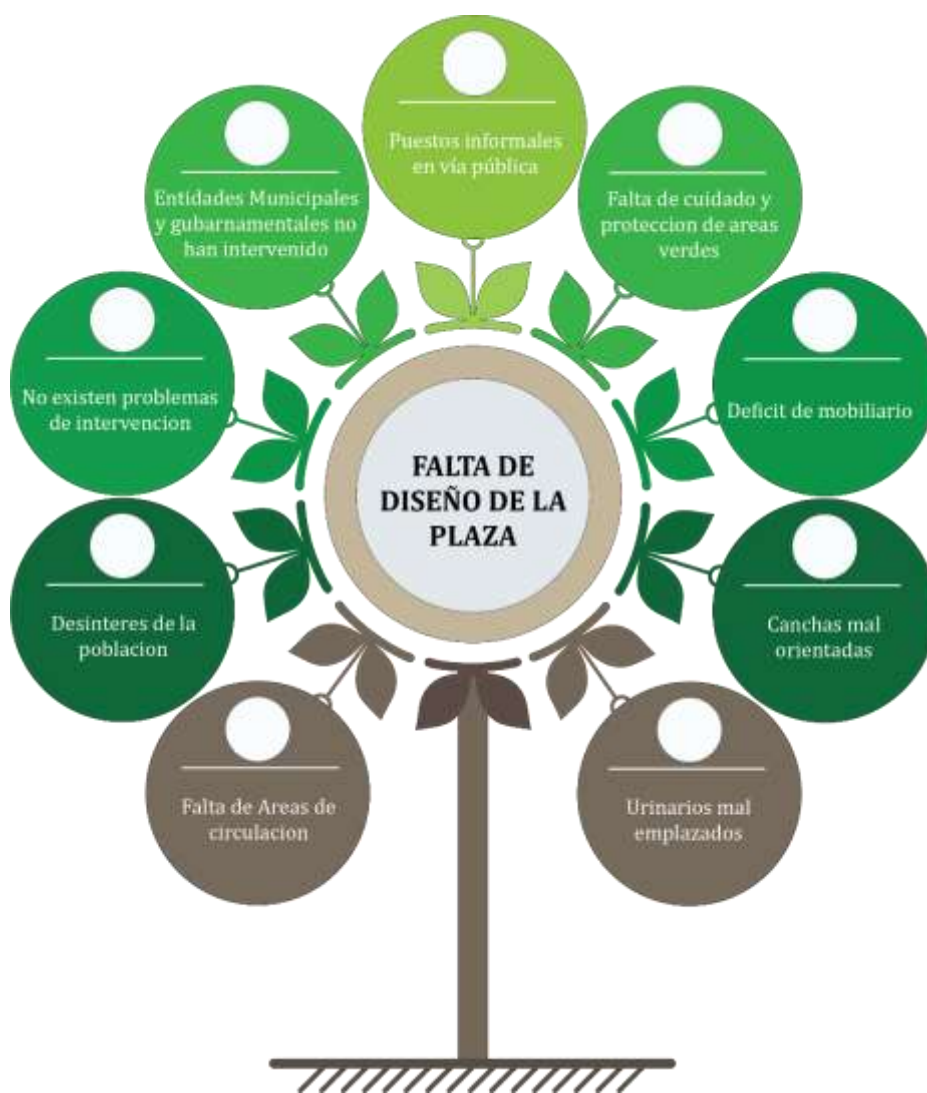 Puestos informales
en vía pública
Entidades Municipales
y gubarnamentales no
han intervenido
Falta de cuidado y
proteccion de areas
verdes
No existen problemas
de intervencion
Deficit de mobiliario
FALTA DE
DISEÑO DE LA
PLAZA
Desinteres de la
poblacion
Canchas mal
orientadas
Falta de Areas de
circulacion
Urinarios mal
emplazados